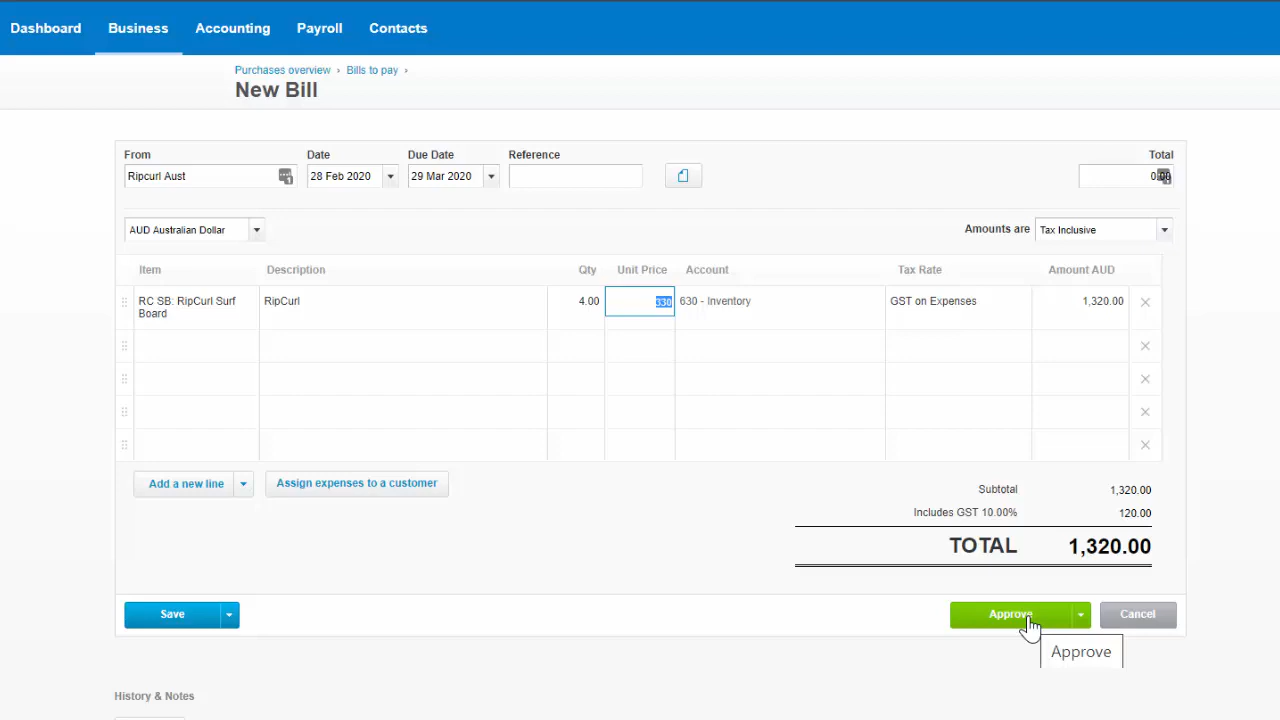 Dashboard Business Accounting Payroll Contacts
Purchases overview › Bills to pay ›
New Bill
From Date Due Date Reference Total
Ripcurl Aust 28 Feb 2020 29 Mar 2020 0.00
AUD Australian Dollar Amounts are Tax Inclusive
Item Description Qty Unit Price Account Tax Rate Amount AUD
RC SB: RipCurl Surf RipCurl 4.00 330 630 - Inventory GST on Expenses 1,320.00
Board
Add a new line Assign expenses to a customer
Subtotal 1,320.00
Includes GST 10.00% 120.00
TOTAL 1,320.00
Save Approve Cancel
Approve
History & Notes